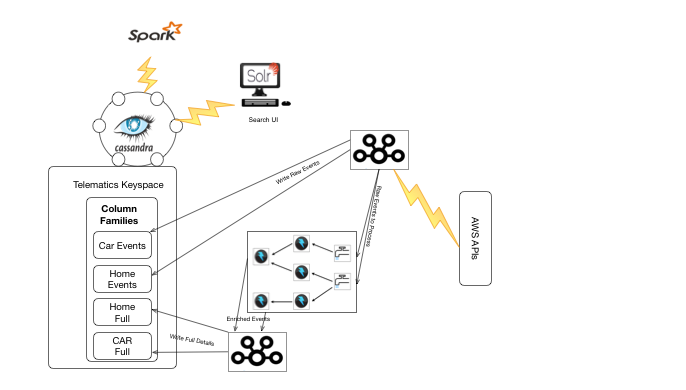 Spark
Solr
Search UI
cassandra
Telematics Keyspace
Column
Families
Car Events
Home
Events
Home
Full
CAR
Full
Write Raw Events
Raw Events to Process
AWS APIs
Enriched Events
Write Full Details